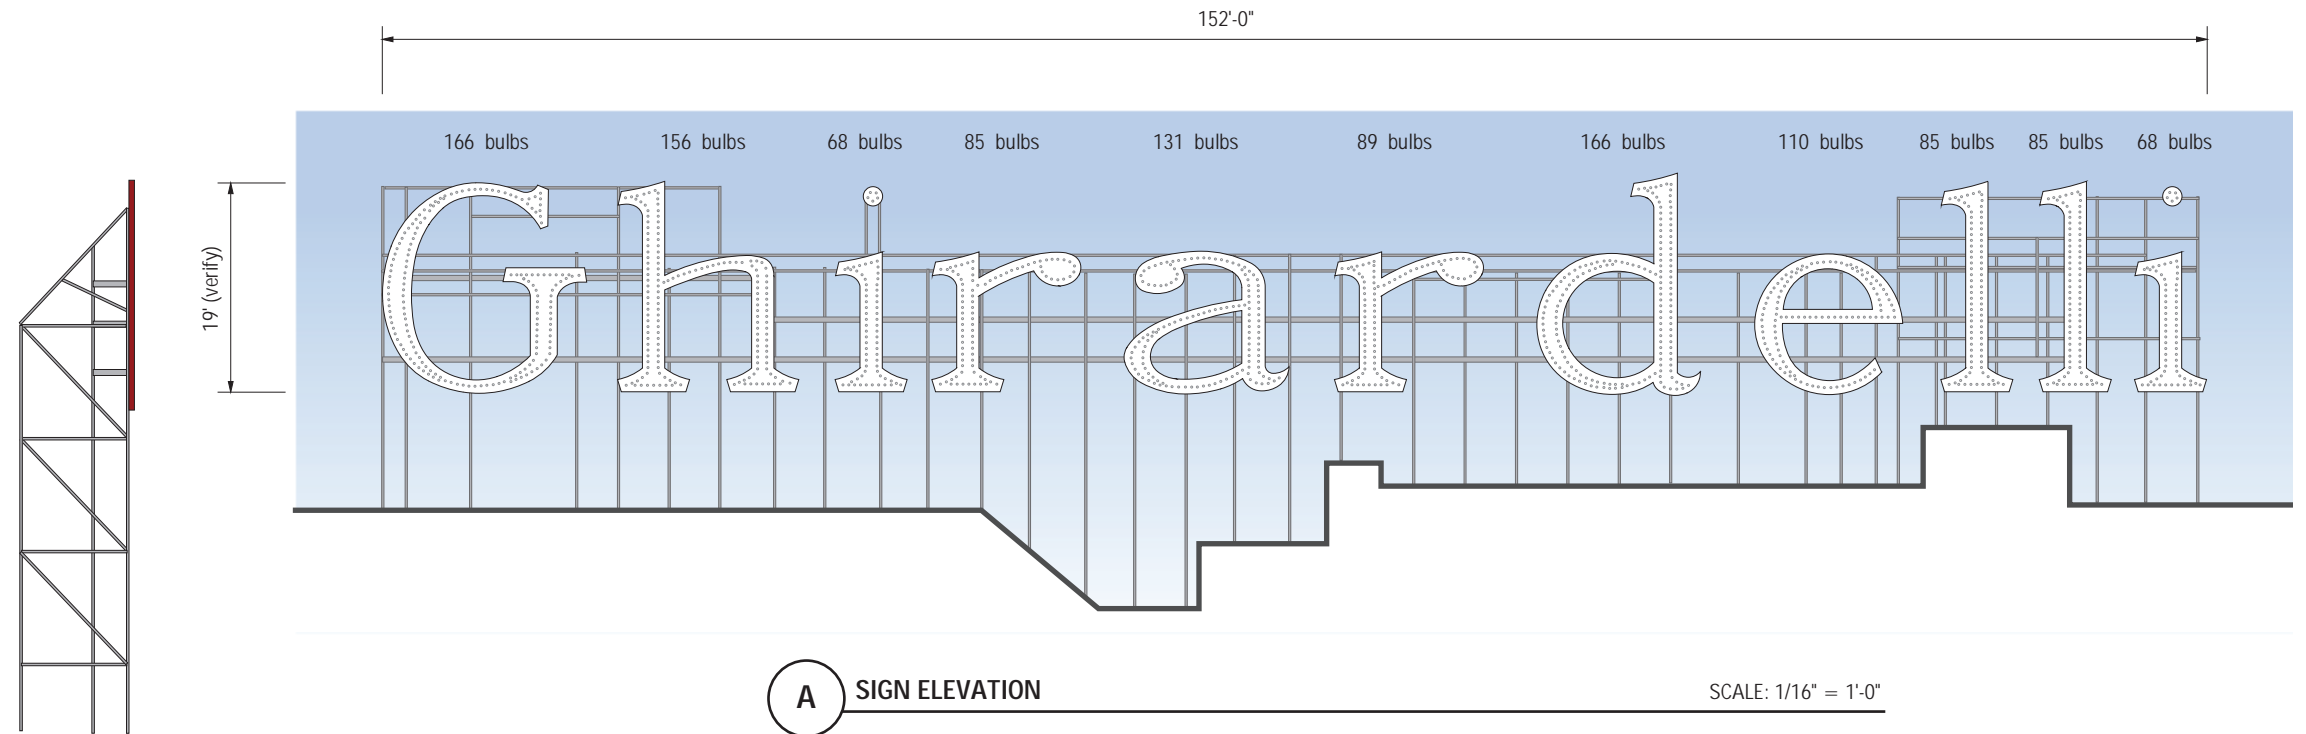 152'-0"
166 bulbs 156 bulbs 68 bulbs 85 bulbs 131 bulbs 89 bulbs 166 bulbs 110 bulbs 85 bulbs 85 bulbs 68 bulbs
19' (verify)
Ghirardelli
A SIGN ELEVATION SCALE: 1/16" = 1'-0"